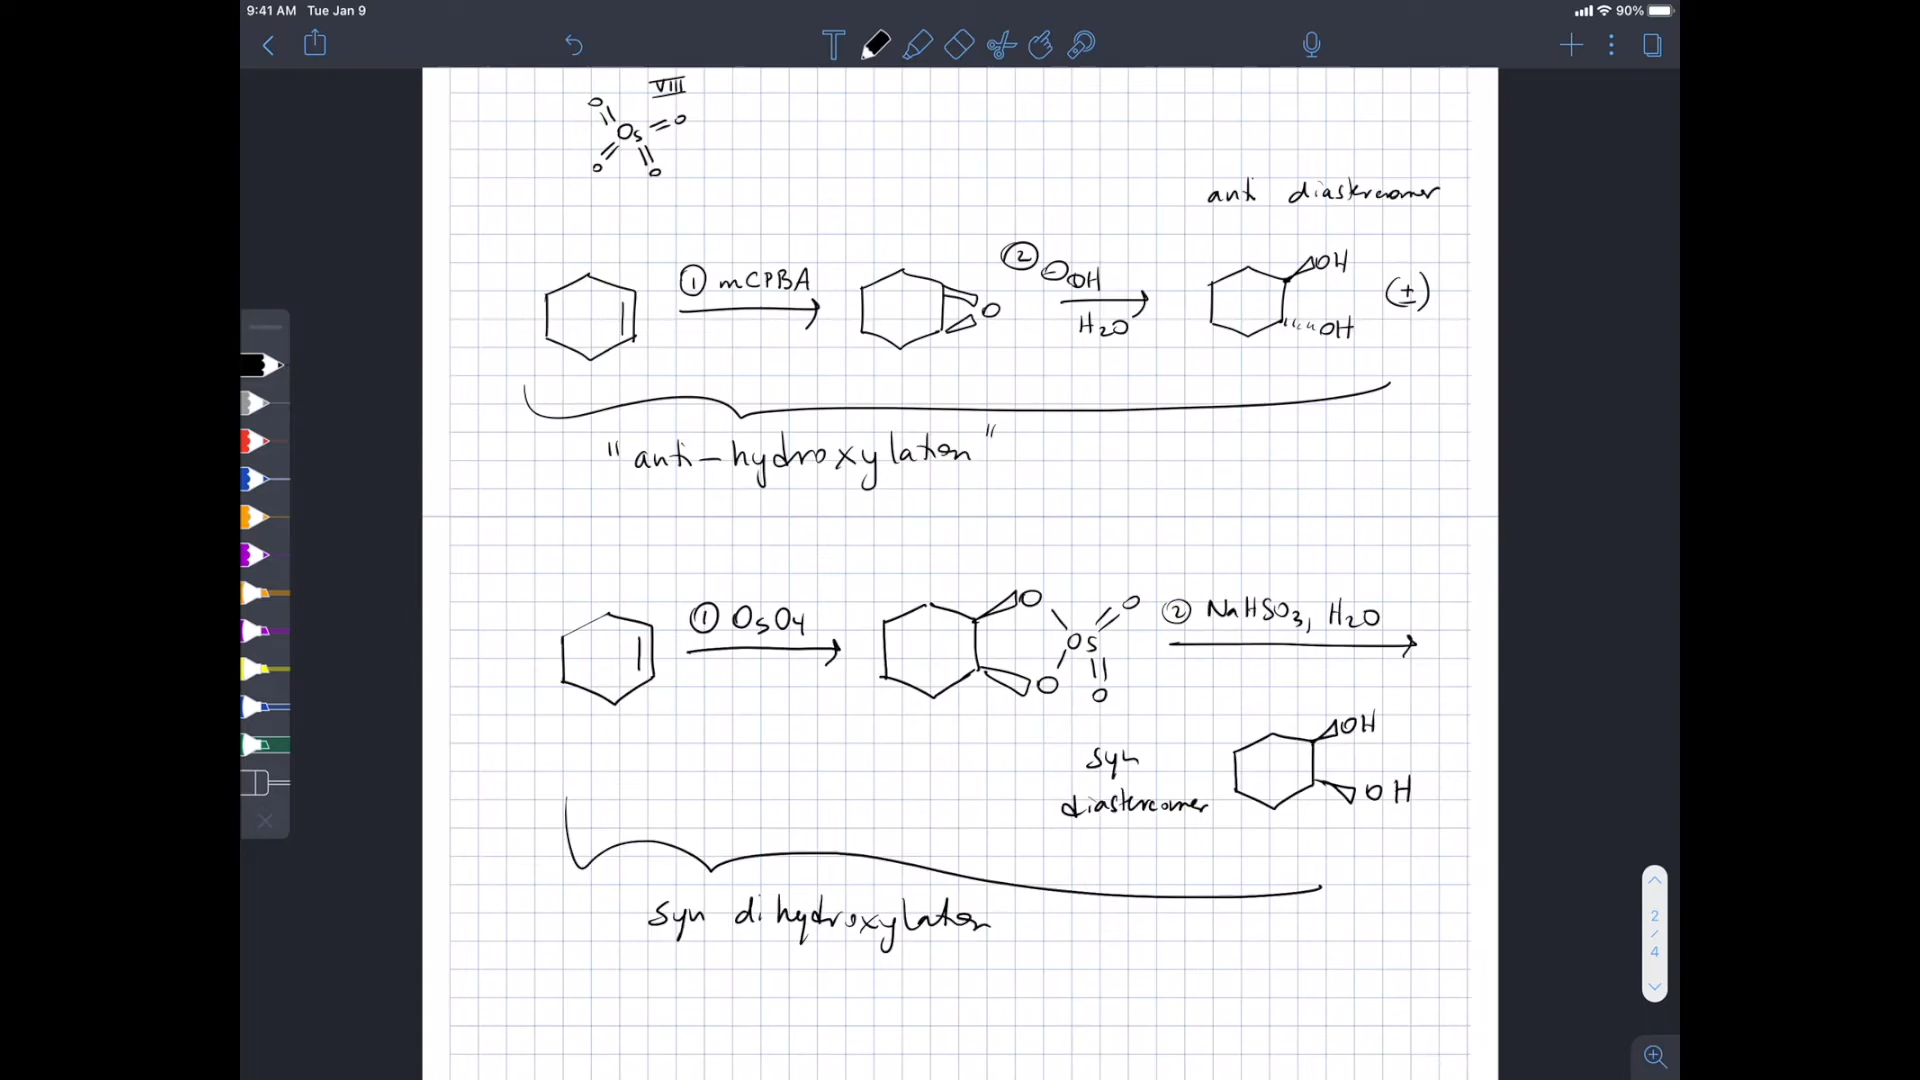 9:41 AM Tue Jan 9
90%
VIII
O
Os
O
O
O
anti diastereomer
① mCPBA
O
② ⊖OH
H2O
OH
OH
(±)
"anti-hydroxylation"
① OsO4
O
O
Os
O
O
② NaHSO3, H2O
syn
diastereomer
OH
OH
syn dihydroxylation
2
/
4